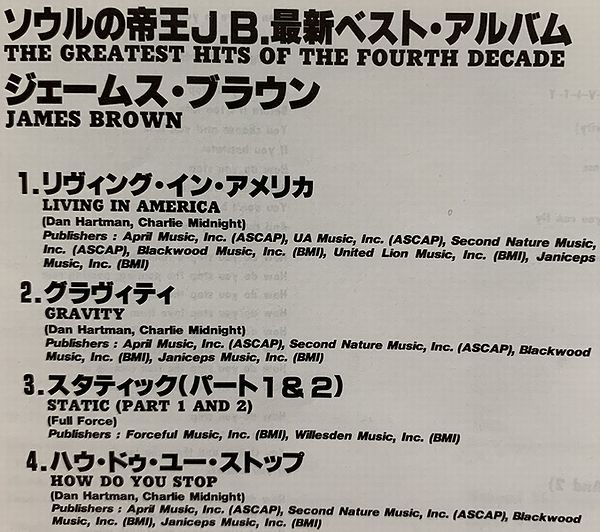 ソウルの帝王J.B.最新ベスト・アルバム
THE GREATEST HITS OF THE FOURTH DECADE
ジェームス・ブラウン
JAMES BROWN
1.リヴィング・イン・アメリカ
LIVING IN AMERICA
(Dan Hartman, Charlie Midnight)
Publishers : April Music, Inc. (ASCAP), UA Music, Inc. (ASCAP), Second Nature Music,
Inc. (ASCAP), Blackwood Music, Inc. (BMI), United Lion Music, Inc. (BMI), Janiceps
Music, Inc. (BMI)
2.グラヴィティ
GRAVITY
(Dan Hartman, Charlie Midnight)
Publishers : April Music, Inc. (ASCAP), Second Nature Music, Inc. (ASCAP), Blackwood
Music, Inc. (BMI), Janiceps Music, Inc. (BMI)
3.スタティック(パート1&2)
STATIC (PART 1 AND 2)
(Full Force)
Publishers : Forceful Music, Inc. (BMI), Willesden Music, Inc. (BMI)
4.ハウ・ドゥ・ユー・ストップ
HOW DO YOU STOP
(Dan Hartman, Charlie Midnight)
Publishers : April Music, Inc. (ASCAP), Second Nature Music, Inc. (ASCAP), Blackwood
Music, Inc. (BMI), Janiceps Music, Inc. (BMI)